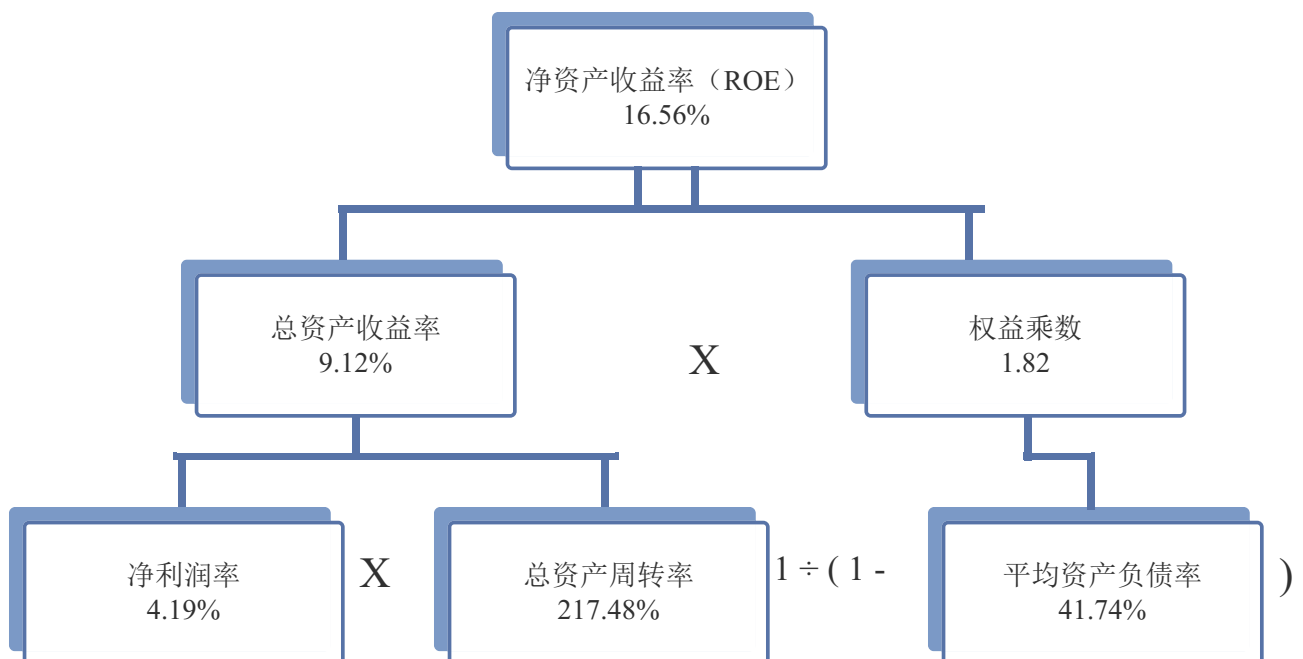 净资产收益率（ROE）
16.56%
总资产收益率
9.12%
X
权益乘数
1.82
净利润率
4.19%
X
总资产周转率
217.48%
1 ÷ ( 1 -
平均资产负债率
41.74%
)